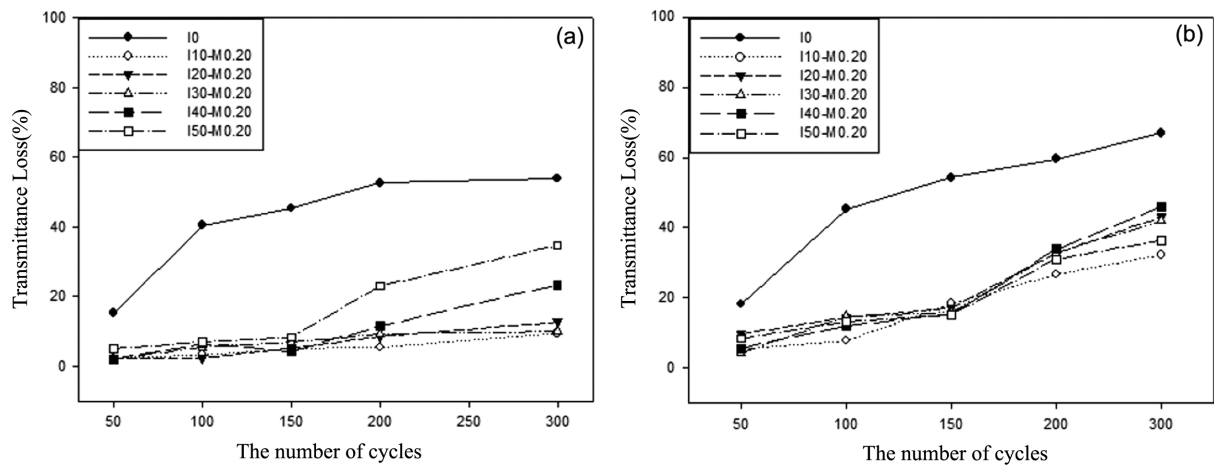 (a)
I0
I10-M0.20
I20-M0.20
I30-M0.20
I40-M0.20
I50-M0.20
Transmittance Loss(%)
100
80
60
40
20
0
50 100 150 200 250 300
The number of cycles
(b)
I0
I10-M0.20
I20-M0.20
I30-M0.20
I40-M0.20
I50-M0.20
Transmittance Loss(%)
100
80
60
40
20
0
50 100 150 200 300
The number of cycles